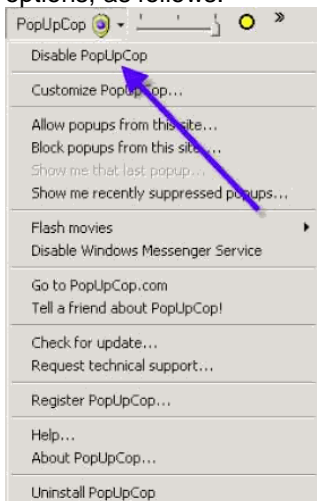 options, as follows:
PopUpCop
»
Disable PopUpCop
Customize PopUpCop...
Allow popups from this site...
Block popups from this site...
Show me that last popup...
Show me recently suppressed popups...
Flash movies
Disable Windows Messenger Service
Go to PopUpCop.com
Tell a friend about PopUpCop!
Check for update...
Request technical support...
Register PopUpCop...
Help...
About PopUpCop...
Uninstall PopUpCop